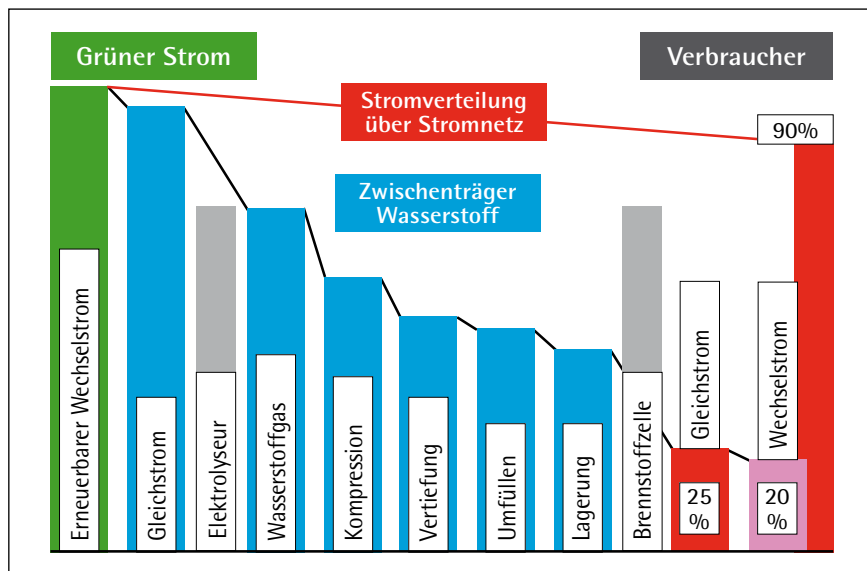 Grüner Strom
Verbraucher
Stromverteilung
über Stromnetz
90%
Zwischenträger
Wasserstoff
Erneuerbarer Wechselstrom
Gleichstrom
Elektrolyseur
Wasserstoffgas
Kompression
Vertiefung
Umfüllen
Lagerung
Brennstoffzelle
Gleichstrom
25
%
Wechselstrom
20
%